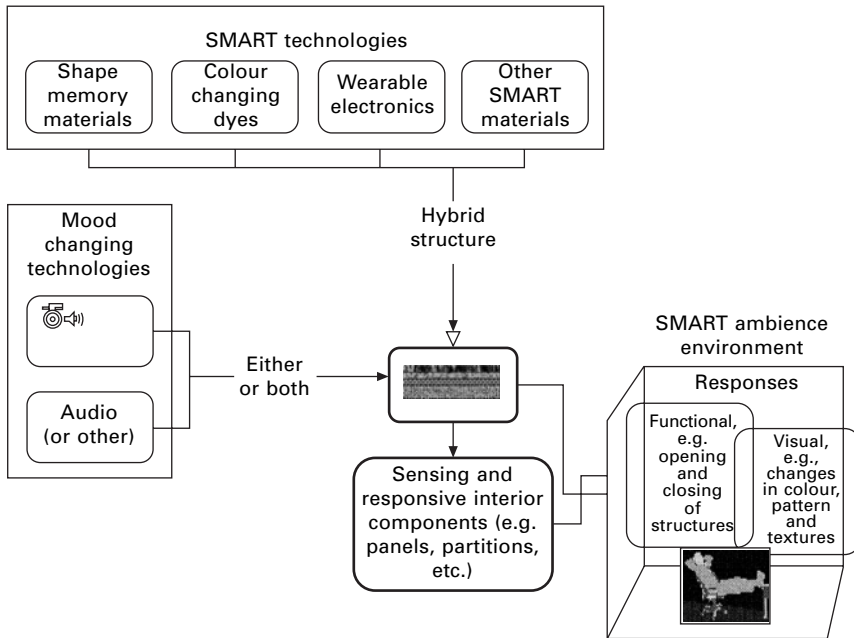 SMART technologies
Shape
memory
materials
Colour
changing
dyes
Wearable
electronics
Other
SMART
materials
Hybrid
structure
Mood
changing
technologies
Audio
(or other)
Either
or both
Sensing and
responsive interior
components (e.g.
panels, partitions,
etc.)
SMART ambience
environment
Responses
Functional,
e.g.
opening
and
closing
of
structures
Visual,
e.g.,
changes
in colour,
pattern
and
textures